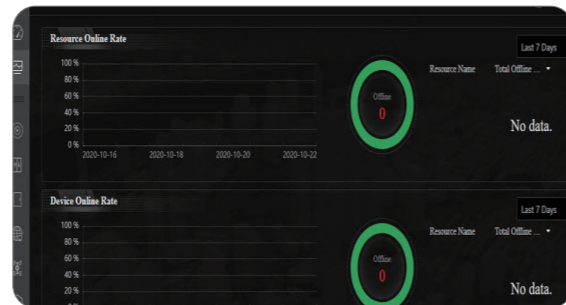 Resource Online Rate
Last 7 Days
100 %
80 %
60 %
40 %
20 %
0 %
2020-10-16 2020-10-18 2020-10-20 2020-10-22
Offline
0
Resource Name Total Offline ...
No data.
Device Online Rate
Last 7 Days
100 %
80 %
60 %
40 %
20 %
0 %
Offline
0
Resource Name Total Offline ...
No data.